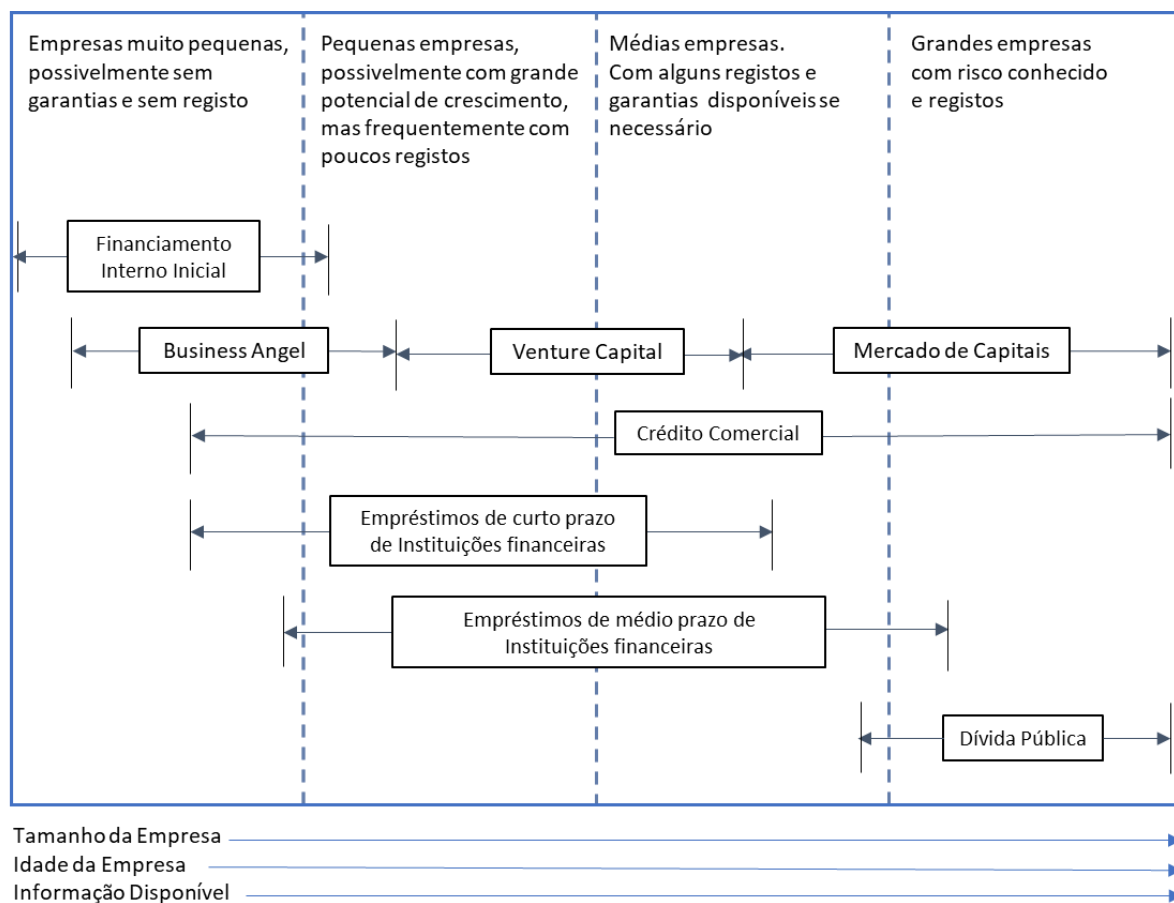 Empresas muito pequenas,
possivelmente sem
garantias e sem registo
Pequenas empresas,
possivelmente com grande
potencial de crescimento,
mas frequentemente com
poucos registos
Médias empresas.
Com alguns registos e
garantias disponíveis se
necessário
Grandes empresas
com risco conhecido
e registos
Financiamento
Interno Inicial
Business Angel
Venture Capital
Mercado de Capitais
Crédito Comercial
Empréstimos de curto prazo
de Instituições financeiras
Empréstimos de médio prazo de
Instituições financeiras
Dívida Pública
Tamanho da Empresa
Idade da Empresa
Informação Disponível